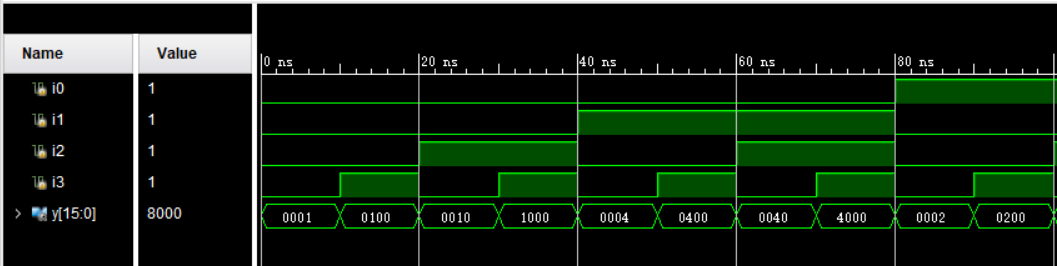 Name Value
0 ns 20 ns 40 ns 60 ns 80 ns
i0 1
i1 1
i2 1
i3 1
> y[15:0] 8000 0001 0100 0010 1000 0004 0400 0040 4000 0002 0200